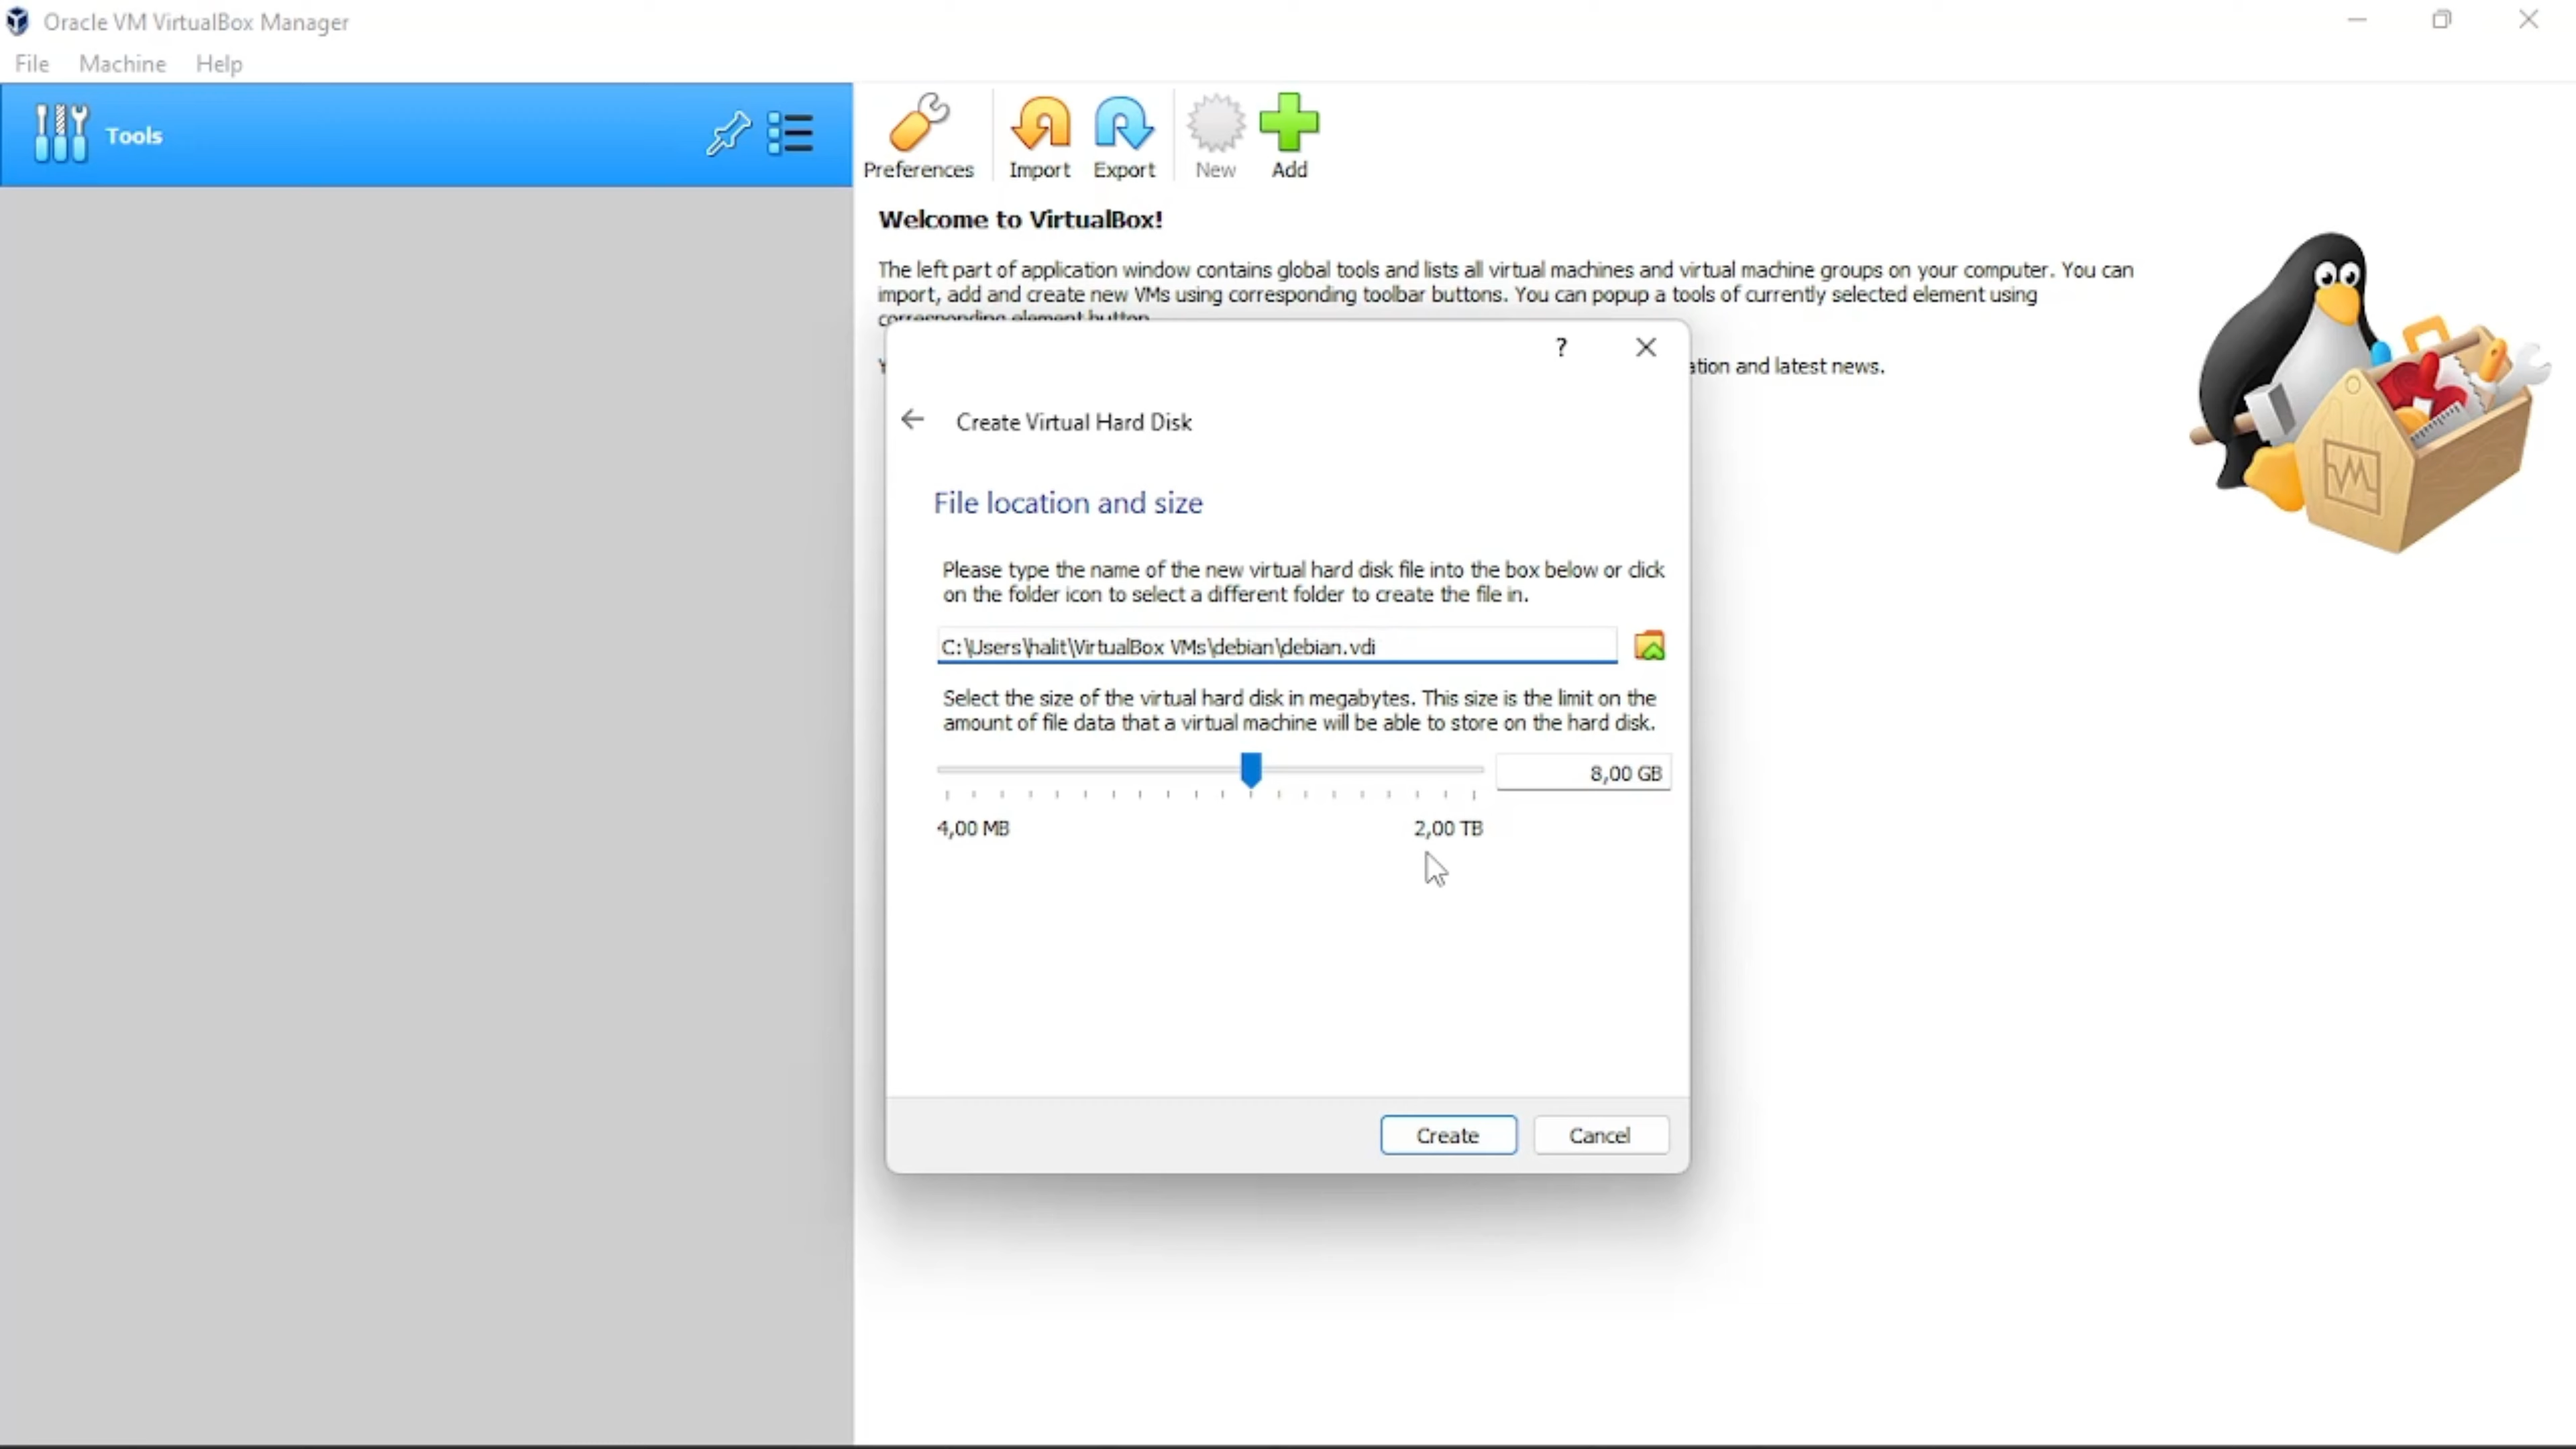 Oracle VM VirtualBox Manager
File Machine Help
Tools
Preferences Import Export New Add
Welcome to VirtualBox!
The left part of application window contains global tools and lists all virtual machines and virtual machine groups on your computer. You can
import, add and create new VMs using corresponding toolbar buttons. You can popup a tools of currently selected element using
corresponding element button.
ation and latest news.
?
Create Virtual Hard Disk
File location and size
Please type the name of the new virtual hard disk file into the box below or click
on the folder icon to select a different folder to create the file in.
C:\Users\halit\VirtualBox VMs\debian\debian.vdi
Select the size of the virtual hard disk in megabytes. This size is the limit on the
amount of file data that a virtual machine will be able to store on the hard disk.
8,00 GB
4,00 MB 2,00 TB
Create Cancel